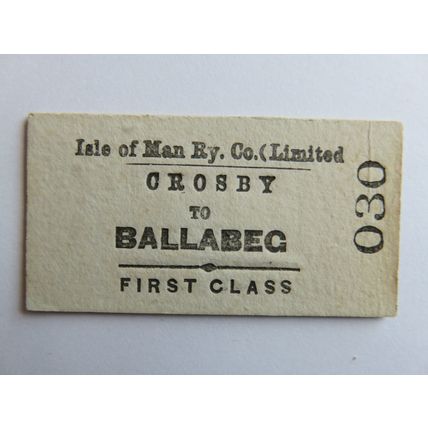 Isle of Man Ry. Co.(Limited
CROSBY
TO
BALLABEG
FIRST CLASS
030